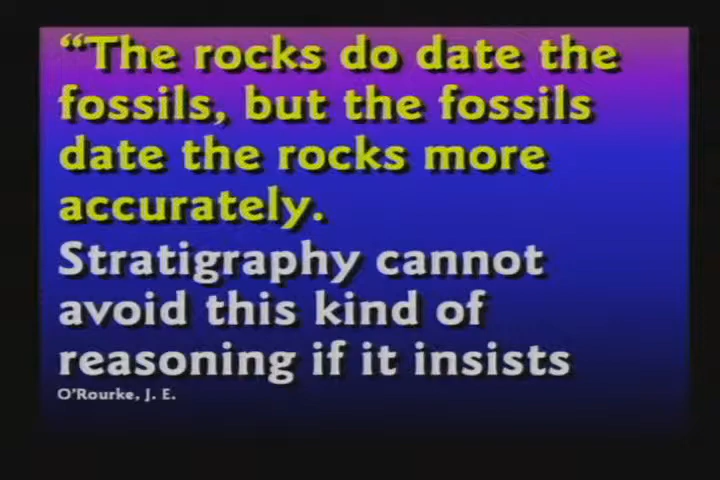 “The rocks do date the
fossils, but the fossils
date the rocks more
accurately.
Stratigraphy cannot
avoid this kind of
reasoning if it insists
O’Rourke, J. E.